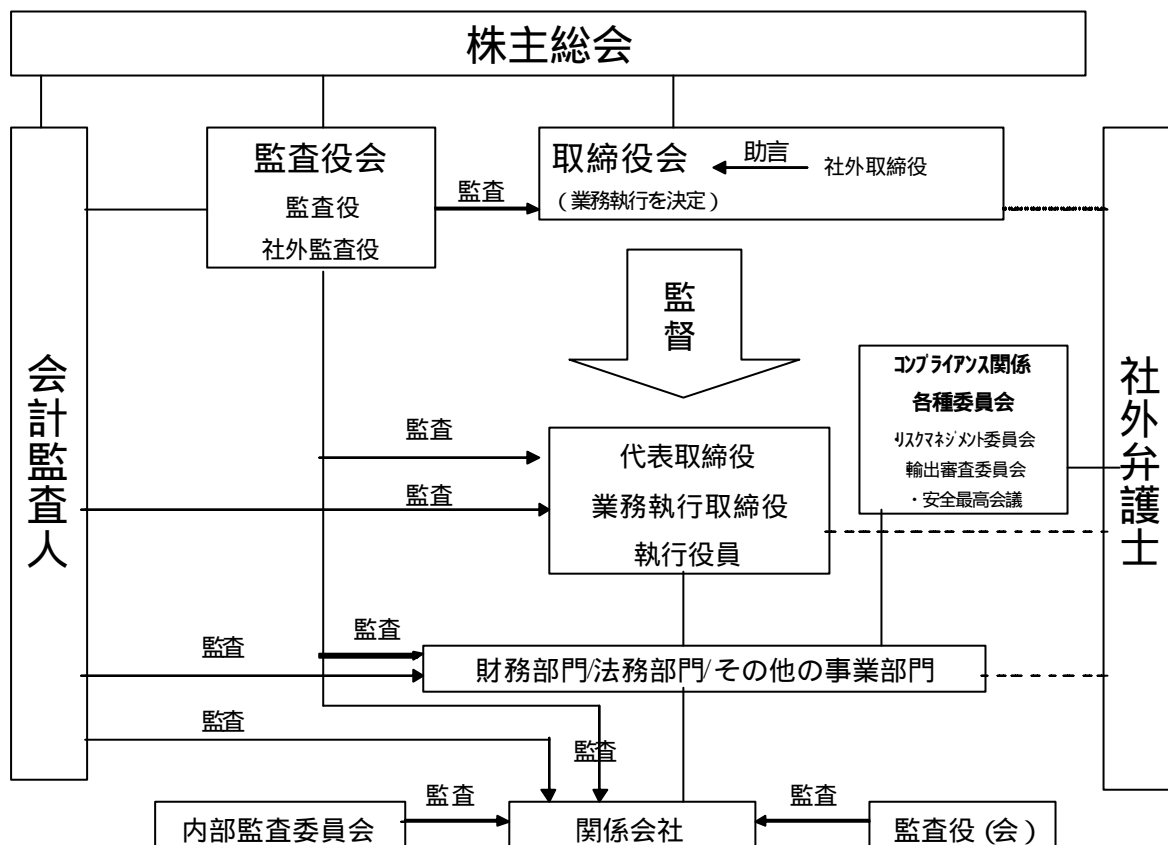 株主総会
監査役会
監査役
社外監査役
監査
取締役会
(業務執行を決定)
助言
社外取締役
会計監査人
社外弁護士
監督
コンプライアンス関係
各種委員会
リスクマネジメント委員会
輸出審査委員会
・安全最高会議
監査
監査
代表取締役
業務執行取締役
執行役員
監査
監査
財務部門/法務部門/その他の事業部門
監査
監査
内部監査委員会
監査
関係会社
監査
監査役(会)